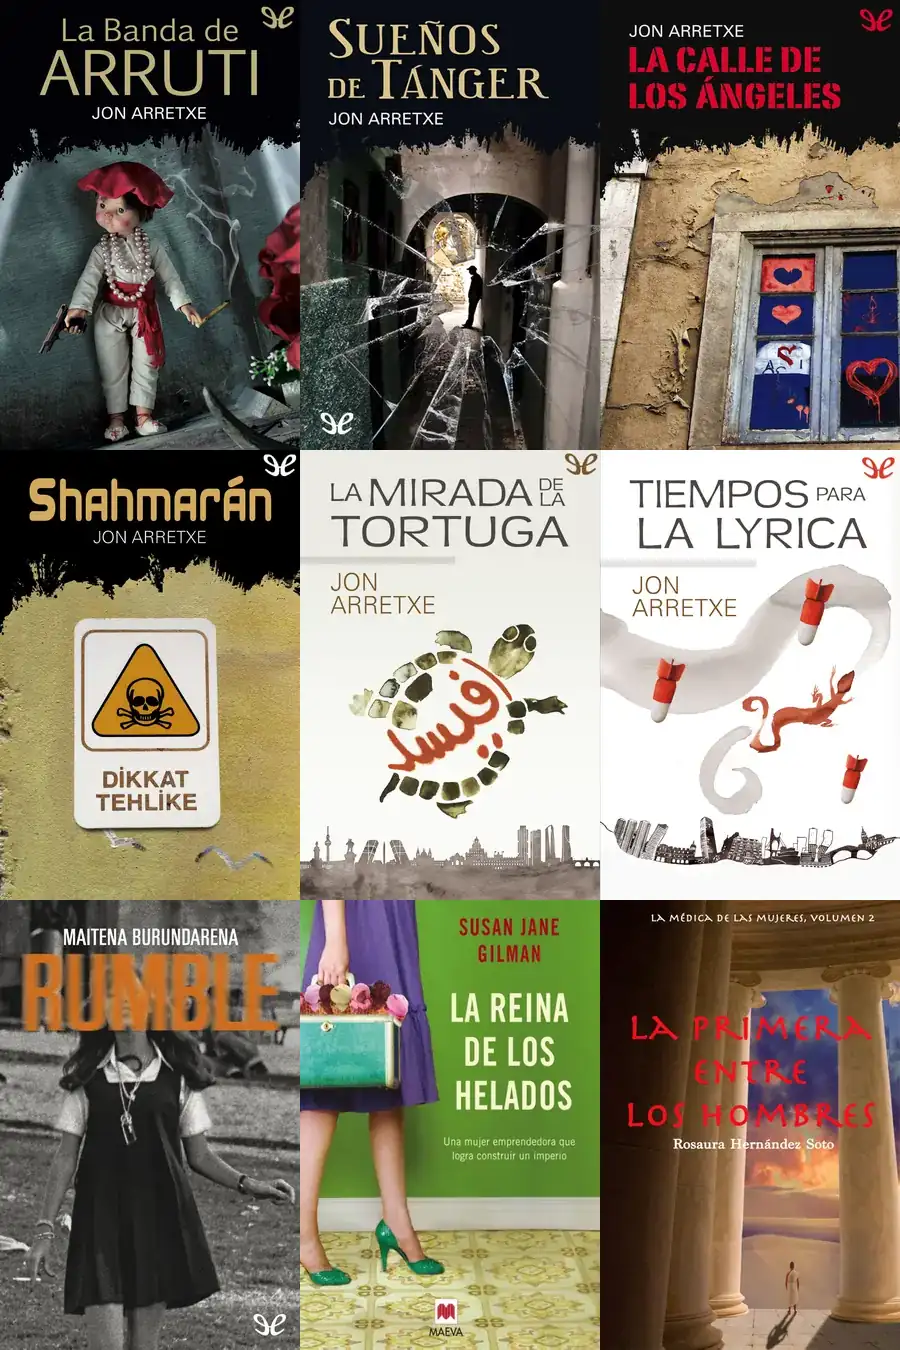 La Banda de
ARRUTI
JON ARRETXE
SUEÑOS
DE TÁNGER
JON ARRETXE
JON ARRETXE
LA CALLE DE
LOS ÁNGELES
Shahmarán
JON ARRETXE
DİKKAT
TEHLİKE
LA MIRADA DE LA
TORTUGA
JON
ARRETXE
TIEMPOS PARA
LA LYRICA
JON
ARRETXE
MAITENA BURUNDARENA
RUMBLE
SUSAN JANE
GILMAN
LA REINA
DE LOS
HELADOS
Una mujer emprendedora que
logra construir un imperio
MAEVA
LA MÉDICA DE LAS MUJERES, VOLUMEN 2
LA PRIMERA
ENTRE
LOS HOMBRES
Rosaura Hernández Soto